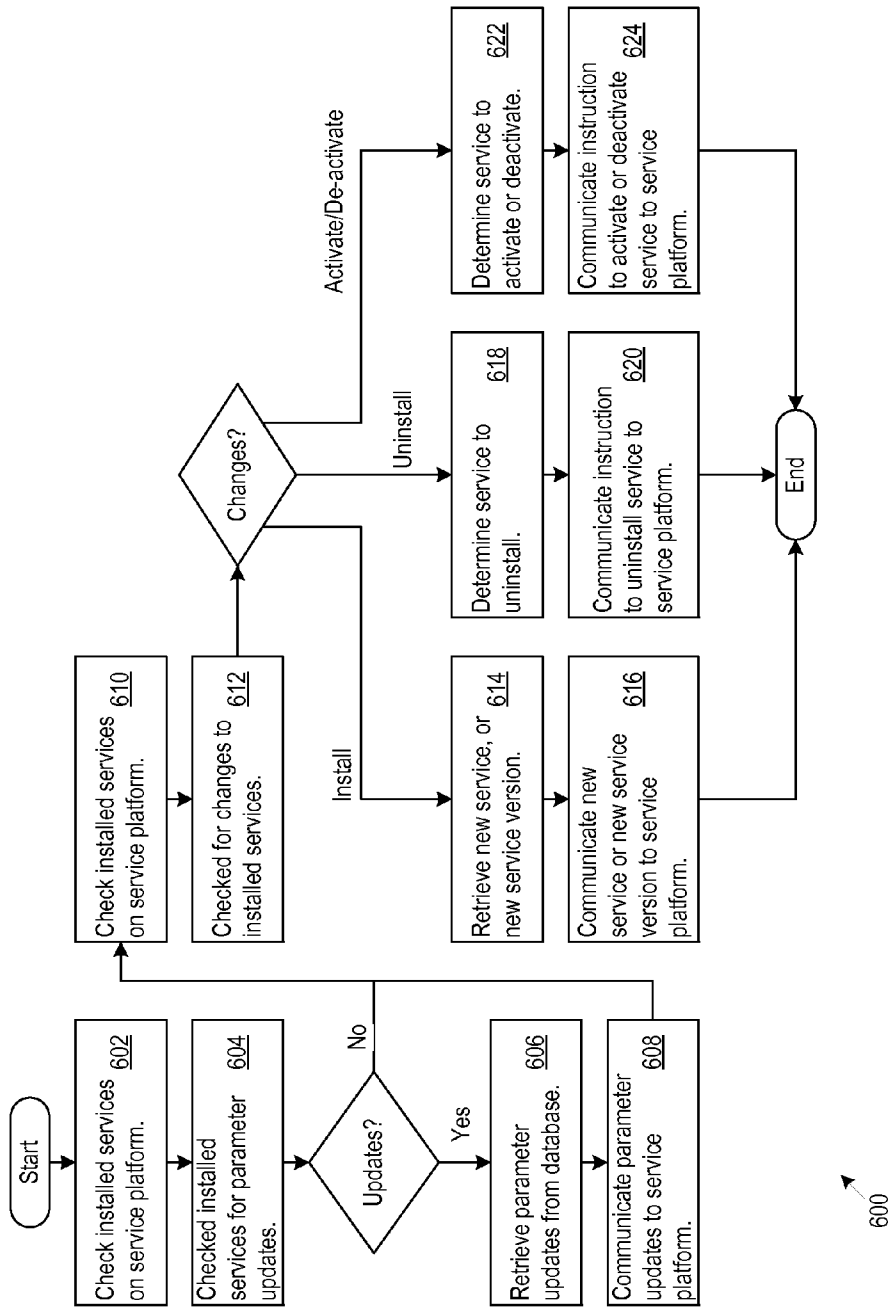 Start
Check installed services
on service platform.
602
Checked installed
services for parameter
updates.
604
Updates?
No
Yes
Retrieve parameter
updates from database.
606
Communicate parameter
updates to service
platform.
608
Check installed services
on service platform.
610
Checked for changes to
installed services.
612
Changes?
Install
Uninstall
Activate/De-activate
Retrieve new service, or
new service version.
614
Communicate new
service or new service
version to service
platform.
616
Determine service to
uninstall.
618
Communicate instruction
to uninstall service to
service platform.
620
Determine service to
activate or deactivate.
622
Communicate instruction
to activate or deactivate
service to service
platform.
624
End
600